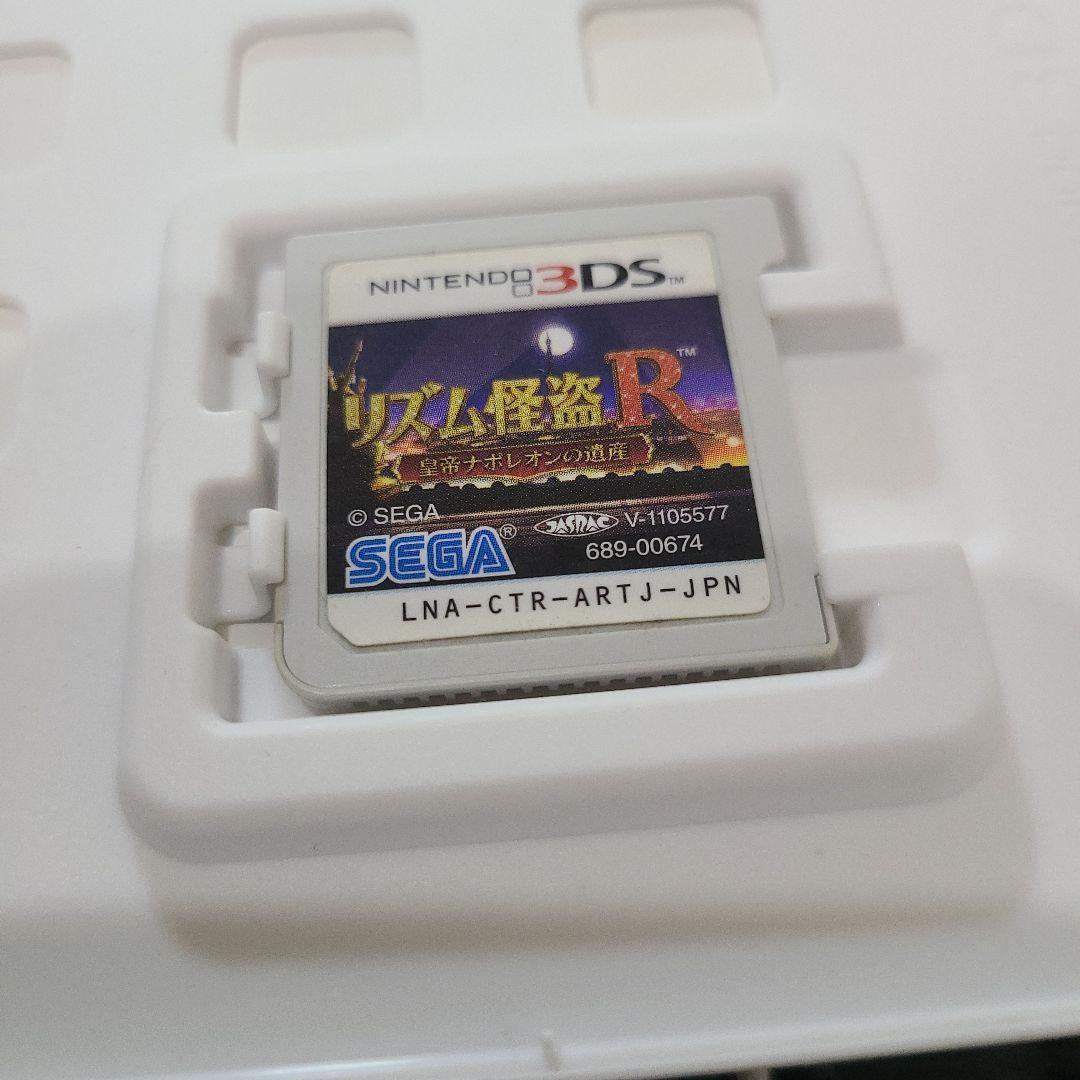 NINTENDO 3DS™
リズム怪盗R™
皇帝ナポレオンの遺産
© SEGA
JASRAC V-1105577
SEGA® 689-00674
LNA-CTR-ARTJ-JPN